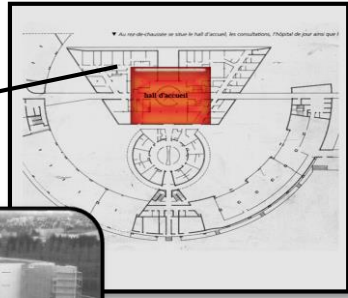 ▼ Au rez-de-chaussée se situe le hall d'accueil, les consultations, l'hôpital de jour ainsi que l
hall d'accueil